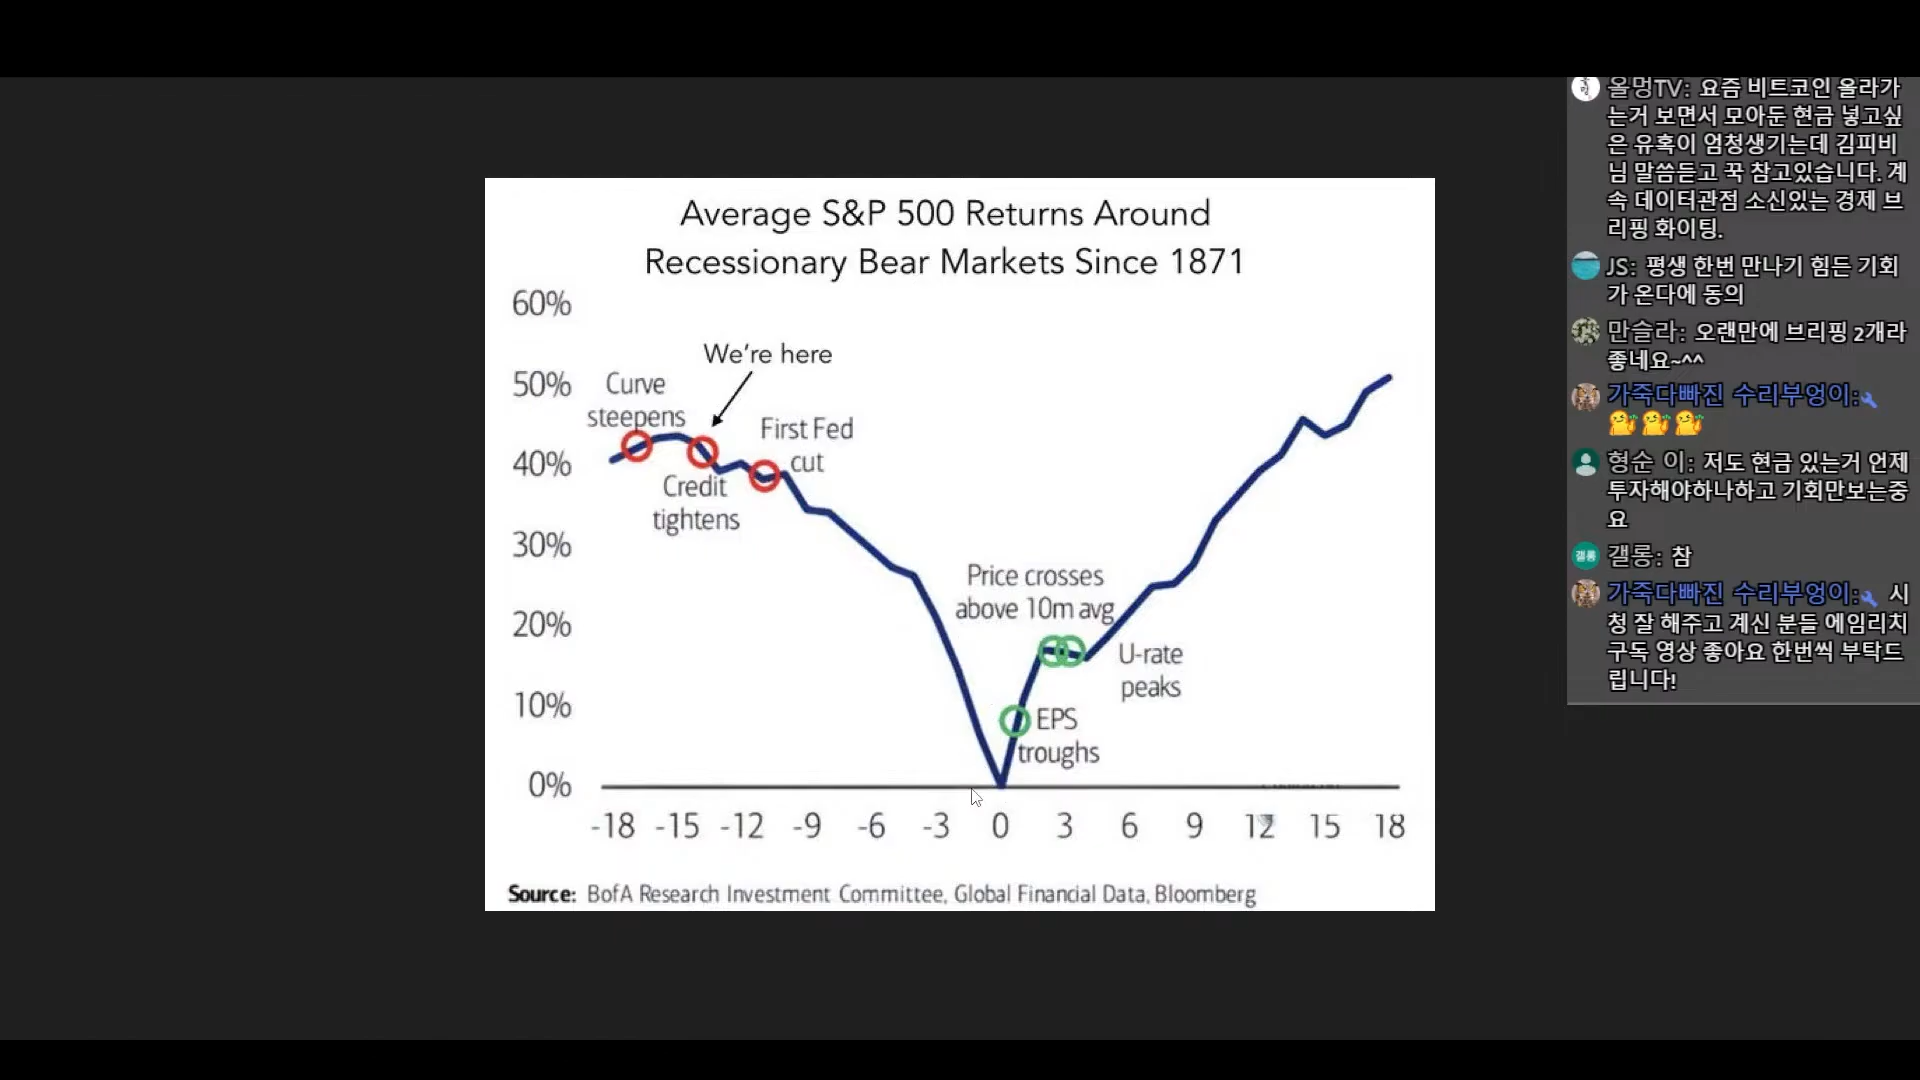 Average S&P 500 Returns Around
Recessionary Bear Markets Since 1871
60%
50%
40%
30%
20%
10%
0%
We're here
Curve
steepens
First Fed
cut
Credit
tightens
Price crosses
above 10m avg
U-rate
peaks
EPS
troughs
-18 -15 -12 -9 -6 -3 0 3 6 9 12 15 18
Source: BofA Research Investment Committee, Global Financial Data, Bloomberg
올멍TV: 요즘 비트코인 올라가
는거 보면서 모아둔 현금 넣고싶
은 유혹이 엄청생기는데 김피비
님 말씀듣고 꾹 참고있습니다. 계
속 데이터관점 소신있는 경제 브
리핑 화이팅.
JS: 평생 한번 만나기 힘든 기회
가 온다에 동의
만슬라: 오랜만에 브리핑 2개라
좋네요~^^
가죽다빠진 수리부엉이:
형순 이: 저도 현금 있는거 언제
투자해야하나하고 기회만보는중
요
갤롱
갤롱: 참
가죽다빠진 수리부엉이: 시
청 잘 해주고 계신 분들 에임리치
구독 영상 좋아요 한번씩 부탁드
립니다!